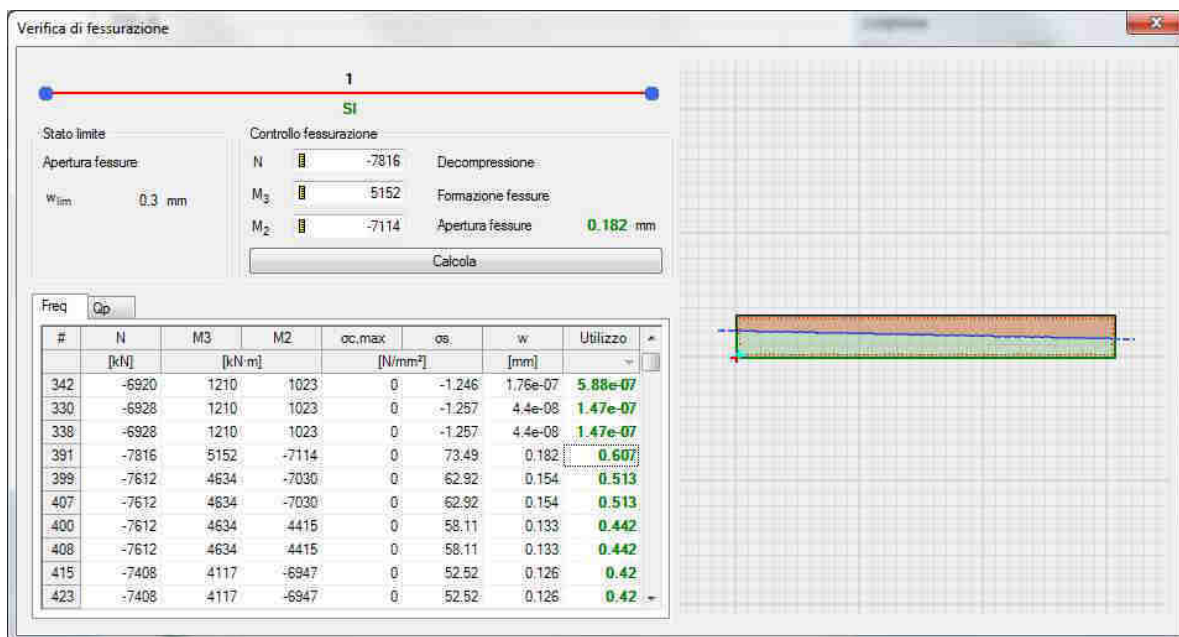 Verifica di fessurazione
1
SI
Stato limite
Apertura fessure
wlim 0.3 mm
Controllo fessurazione
N -7816 Decompressione
M3 5152 Formazione fessure
M2 -7114 Apertura fessure 0.182 mm
Calcola
Freq Qp
# N M3 M2 σc,max σs w Utilizzo
[kN] [kN·m] [N/mm²] [mm]
342 -6920 1210 1023 0 -1.246 1.76e-07 5.88e-07
330 -6928 1210 1023 0 -1.257 4.4e-08 1.47e-07
338 -6928 1210 1023 0 -1.257 4.4e-08 1.47e-07
391 -7816 5152 -7114 0 73.49 0.182 0.607
399 -7612 4634 -7030 0 62.92 0.154 0.513
407 -7612 4634 -7030 0 62.92 0.154 0.513
400 -7612 4634 4415 0 58.11 0.133 0.442
408 -7612 4634 4415 0 58.11 0.133 0.442
415 -7408 4117 -6947 0 52.52 0.126 0.42
423 -7408 4117 -6947 0 52.52 0.126 0.42